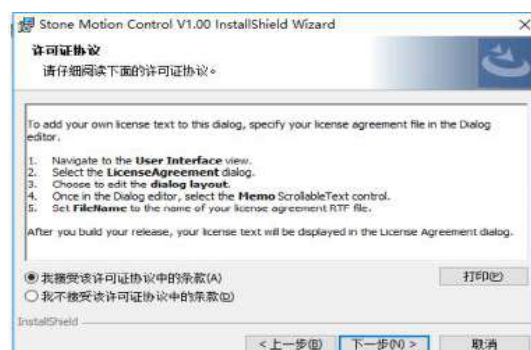 Stone Motion Control V1.00 InstallShield Wizard
许可证协议
请仔细阅读下面的许可证协议。
To add your own license text to this dialog, specify your license agreement file in the Dialog
editor.
1. Navigate to the User Interface view.
2. Select the LicenseAgreement dialog.
3. Choose to edit the dialog layout.
4. Once in the Dialog editor, select the Memo ScrollableText control.
5. Set FileName to the name of your license agreement RTF file.
After you build your release, your license text will be displayed in the License Agreement dialog.
我接受该许可证协议中的条款(A)
打印(P)
我不接受该许可证协议中的条款(D)
InstallShield
<上一步(B)
下一步(N) >
取消